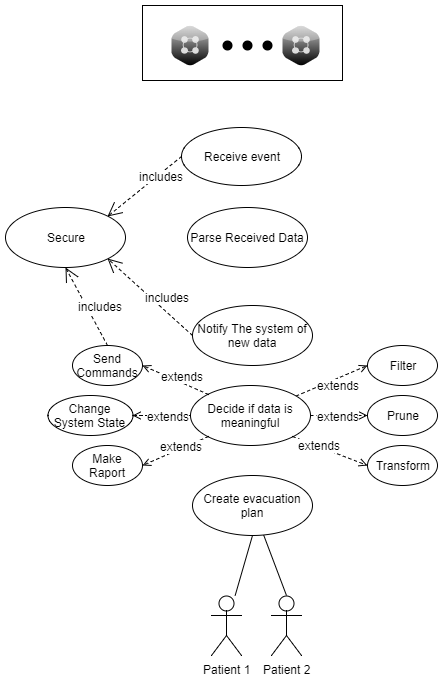 Receive event
includes
Secure
Parse Received Data
includes
includes
Notify The system of
new data
Send
Commands
extends
extends
Filter
Change
System State
extends
Decide if data is
meaningful
extends
Prune
Make
Raport
extends
extends
Transform
Create evacuation
plan
Patient 1
Patient 2